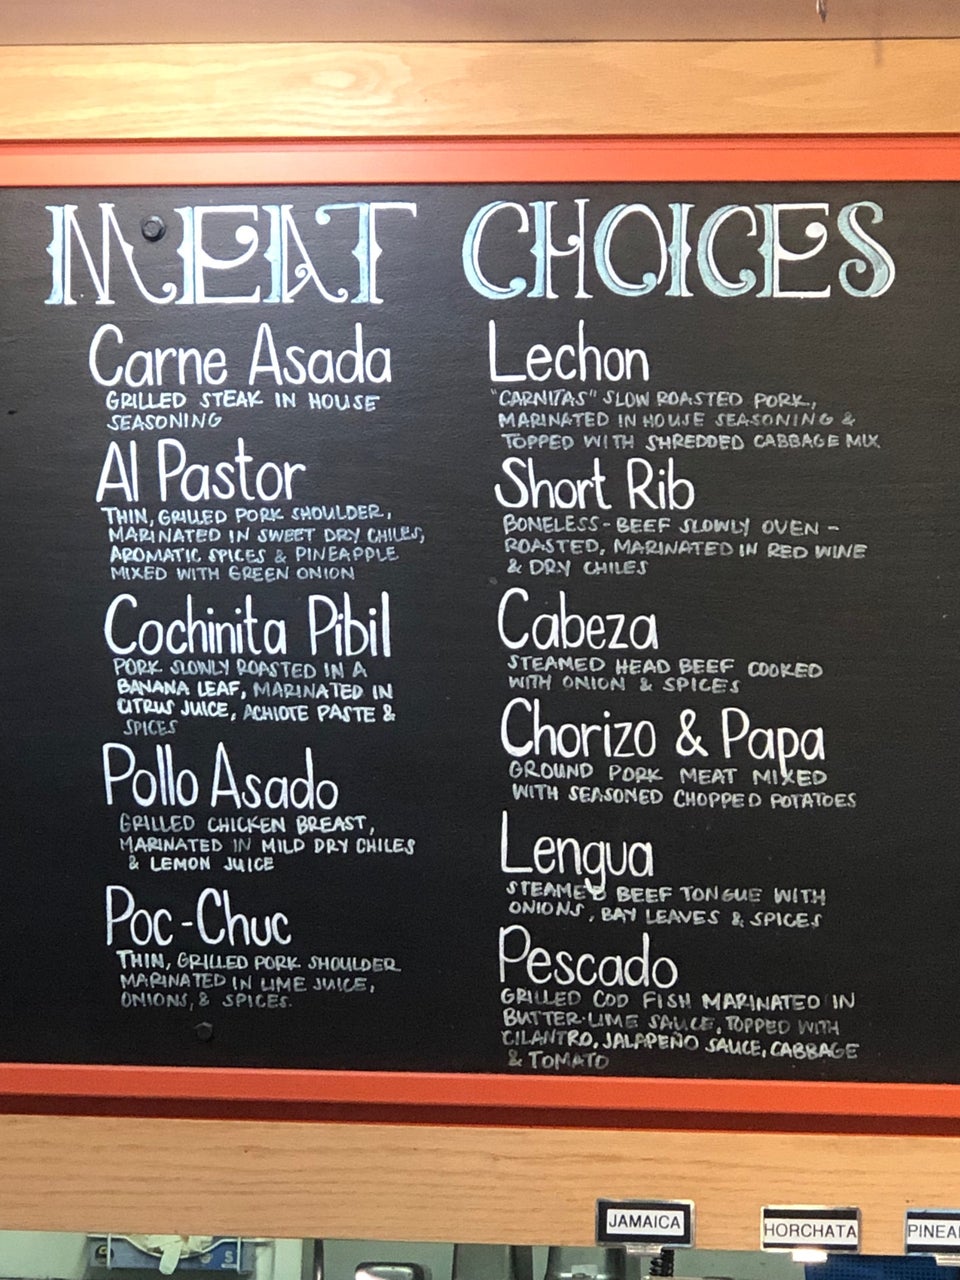 MEAT CHOICES
Carne Asada
GRILLED STEAK IN HOUSE
SEASONING
Al Pastor
THIN, GRILLED PORK SHOULDER,
MARINATED IN SWEET DRY CHILES,
AROMATIC SPICES & PINEAPPLE
MIXED WITH GREEN ONION
Cochinita Pibil
PORK SLOWLY ROASTED IN A
BANANA LEAF, MARINATED IN
CITRUS JUICE, ACHIOTE PASTE &
SPICES
Pollo Asado
GRILLED CHICKEN BREAST,
MARINATED IN MILD DRY CHILES
& LEMON JUICE
Poc-Chuc
THIN, GRILLED PORK SHOULDER
MARINATED IN LIME JUICE,
ONIONS, & SPICES.
Lechon
"CARNITAS" SLOW ROASTED PORK,
MARINATED IN HOUSE SEASONING &
TOPPED WITH SHREDDED CABBAGE MIX
Short Rib
BONELESS-BEEF SLOWLY OVEN-
ROASTED, MARINATED IN RED WINE
& DRY CHILES
Cabeza
STEAMED HEAD BEEF COOKED
WITH ONION & SPICES
Chorizo & Papa
GROUND PORK MEAT MIXED
WITH SEASONED CHOPPED POTATOES
Lengua
STEAMED BEEF TONGUE WITH
ONIONS, BAY LEAVES & SPICES
Pescado
GRILLED COD FISH MARINATED IN
BUTTER-LIME SAUCE, TOPPED WITH
CILANTRO, JALAPEÑO SAUCE, CABBAGE
& TOMATO
JAMAICA
HORCHATA
PINEA
S